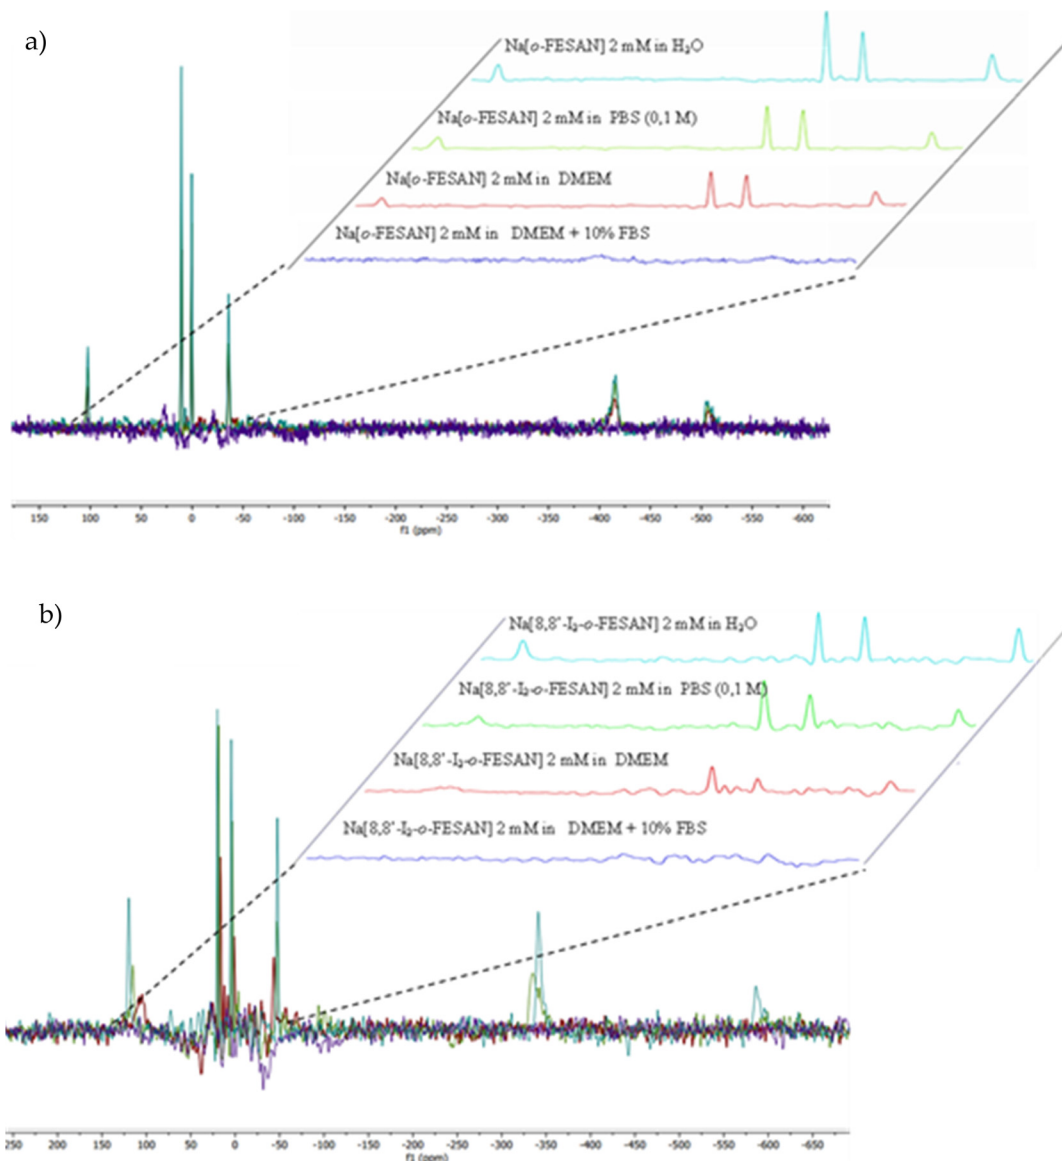 a)
Na[o-FESAN] 2 mM in H₂O
Na[o-FESAN] 2 mM in PBS (0,1 M)
Na[o-FESAN] 2 mM in DMEM
Na[o-FESAN] 2 mM in DMEM + 10% FBS
150 100 50 0 -50 -100 -150 -200 -250 -300 -350 -400 -450 -500 -550 -600
f1 (ppm)
b)
Na[8,8'-I₂-o-FESAN] 2 mM in H₂O
Na[8,8'-I₂-o-FESAN] 2 mM in PBS (0,1 M)
Na[8,8'-I₂-o-FESAN] 2 mM in DMEM
Na[8,8'-I₂-o-FESAN] 2 mM in DMEM + 10% FBS
250 150 100 50 0 -50 -100 -150 -200 -250 -300 -350 -400 -450 -500 -550 -600 -650
f1 (ppm)